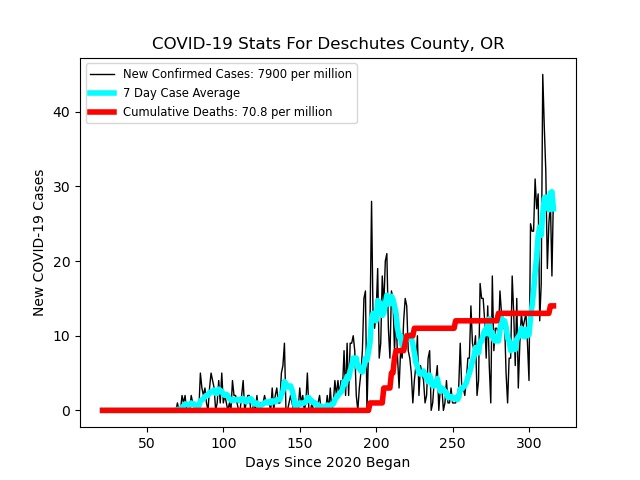 COVID-19 Stats For Deschutes County, OR
New Confirmed Cases: 7900 per million
7 Day Case Average
Cumulative Deaths: 70.8 per million
New COVID-19 Cases
40
30
20
10
0
50 100 150 200 250 300
Days Since 2020 Began